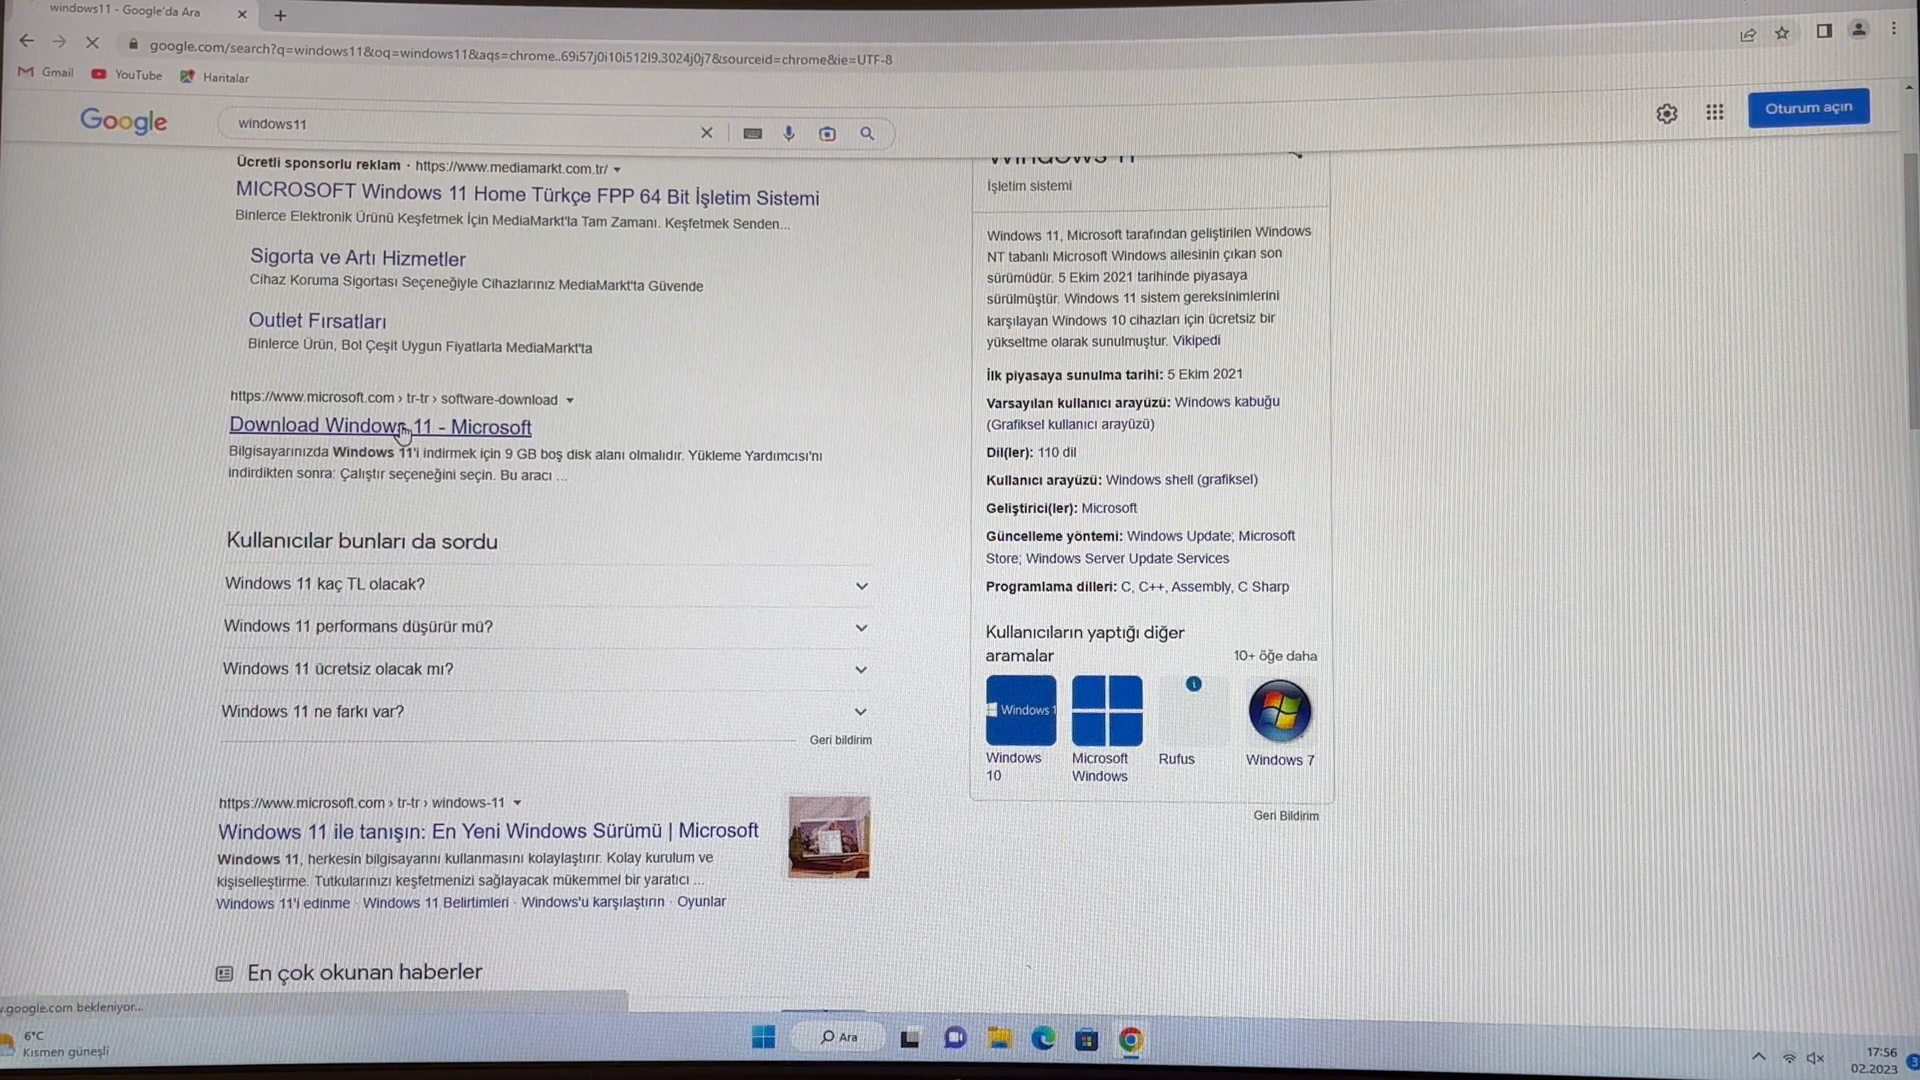 windows11 - Google'da Ara
google.com/search?q=windows11&oq=windows11&aqs=chrome..69i57j0i10i512l9.3024j0j7&sourceid=chrome&ie=UTF-8
Gmail YouTube Haritalar
Google
windows11
Oturum açın
Ücretli sponsorlu reklam · https://www.mediamarkt.com.tr/
MICROSOFT Windows 11 Home Türkçe FPP 64 Bit İşletim Sistemi
Binlerce Elektronik Ürünü Keşfetmek İçin MediaMarkt'la Tam Zamanı. Keşfetmek Senden...
Sigorta ve Artı Hizmetler
Cihaz Koruma Sigortası Seçeneğiyle Cihazlarınız MediaMarkt'ta Güvende
Outlet Fırsatları
Binlerce Ürün, Bol Çeşit Uygun Fiyatlarla MediaMarkt'ta
https://www.microsoft.com › tr-tr › software-download
Download Windows 11 - Microsoft
Bilgisayarınızda Windows 11'i indirmek için 9 GB boş disk alanı olmalıdır. Yükleme Yardımcısı'nı
indirdikten sonra: Çalıştır seçeneğini seçin. Bu aracı ...
Kullanıcılar bunları da sordu
Windows 11 kaç TL olacak?
Windows 11 performans düşürür mü?
Windows 11 ücretsiz olacak mı?
Windows 11 ne farkı var?
Geri bildirim
https://www.microsoft.com › tr-tr › windows-11
Windows 11 ile tanışın: En Yeni Windows Sürümü | Microsoft
Windows 11, herkesin bilgisayarını kullanmasını kolaylaştırır. Kolay kurulum ve
kişiselleştirme. Tutkularınızı keşfetmenizi sağlayacak mükemmel bir yaratıcı ...
Windows 11'i edinme · Windows 11 Belirtimleri · Windows'u karşılaştırın · Oyunlar
En çok okunan haberler
Windows 11
İşletim sistemi
Windows 11, Microsoft tarafından geliştirilen Windows
NT tabanlı Microsoft Windows ailesinin çıkan son
sürümüdür. 5 Ekim 2021 tarihinde piyasaya
sürülmüştür. Windows 11 sistem gereksinimlerini
karşılayan Windows 10 cihazları için ücretsiz bir
yükseltme olarak sunulmuştur. Vikipedi
İlk piyasaya sunulma tarihi: 5 Ekim 2021
Varsayılan kullanıcı arayüzü: Windows kabuğu
(Grafiksel kullanıcı arayüzü)
Dil(ler): 110 dil
Kullanıcı arayüzü: Windows shell (grafiksel)
Geliştirici(ler): Microsoft
Güncelleme yöntemi: Windows Update; Microsoft
Store; Windows Server Update Services
Programlama dilleri: C, C++, Assembly, C Sharp
Kullanıcıların yaptığı diğer
aramalar
10+ öğe daha
Windows 1
Windows
10
Microsoft
Windows
Rufus
Windows 7
Geri Bildirim
.google.com bekleniyor...
6°C
Kısmen güneşli
Ara
17:56
02.2023
3